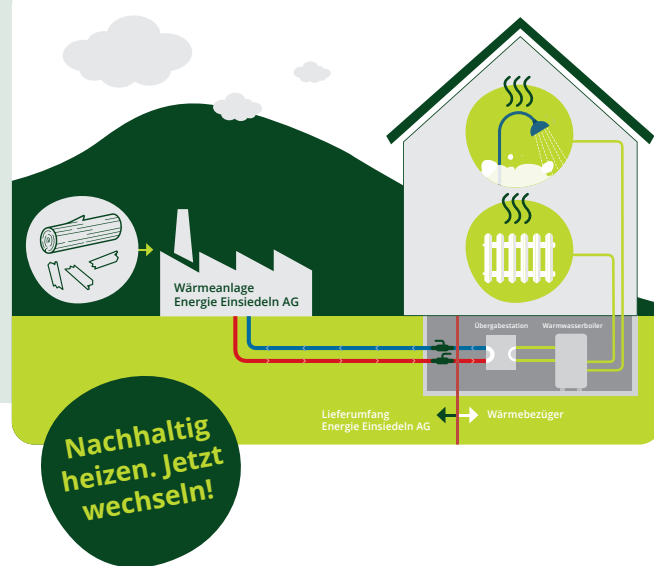 Wärmeanlage
Energie Einsiedeln AG
Übergabestation
Warmwasserboiler
Lieferumfang
Energie Einsiedeln AG
Wärmebezüger
Nachhaltig
heizen. Jetzt
wechseln!